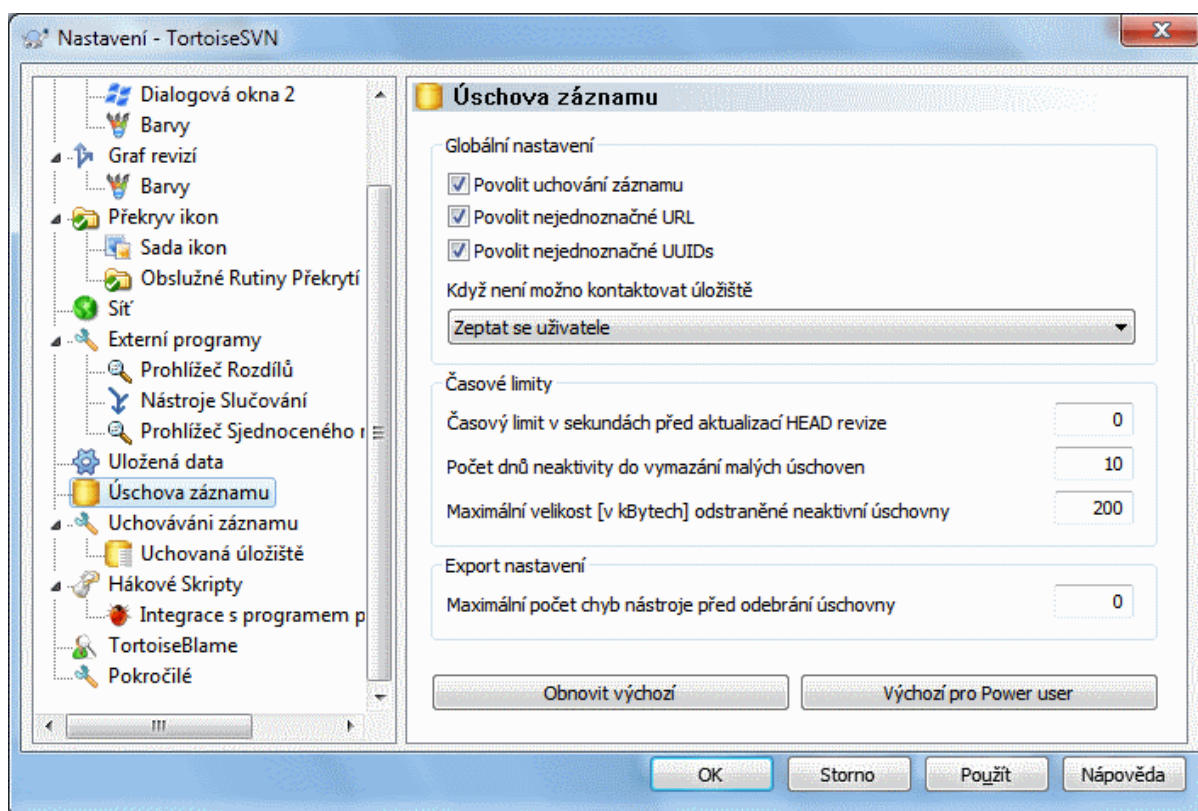 Nastavení - TortoiseSVN
Dialogová okna 2
Barvy
Graf revizí
Barvy
Překryv ikon
Sada ikon
Obslužné Rutiny Překrytí
Síť
Externí programy
Prohlížeč Rozdílů
Nástroje Slučování
Prohlížeč Sjednoceného r
Uložená data
Úschova záznamu
Uchováváni záznamu
Uchovaná úložiště
Hákové Skripty
Integrace s programem p
TortoiseBlame
Pokročilé
Úschova záznamu
Globální nastavení
Povolit uchování záznamu
Povolit nejednoznačné URL
Povolit nejednoznačné UUIDs
Když není možno kontaktovat úložiště
Zeptat se uživatele
Časové limity
Časový limit v sekundách před aktualizací HEAD revize 0
Počet dnů neaktivity do vymazání malých úschoven 10
Maximální velikost [v kBytech] odstraněné neaktivní úschovny 200
Export nastavení
Maximální počet chyb nástroje před odebrání úschovny 0
Obnovit výchozí Výchozí pro Power user
OK Storno Použít Nápověda